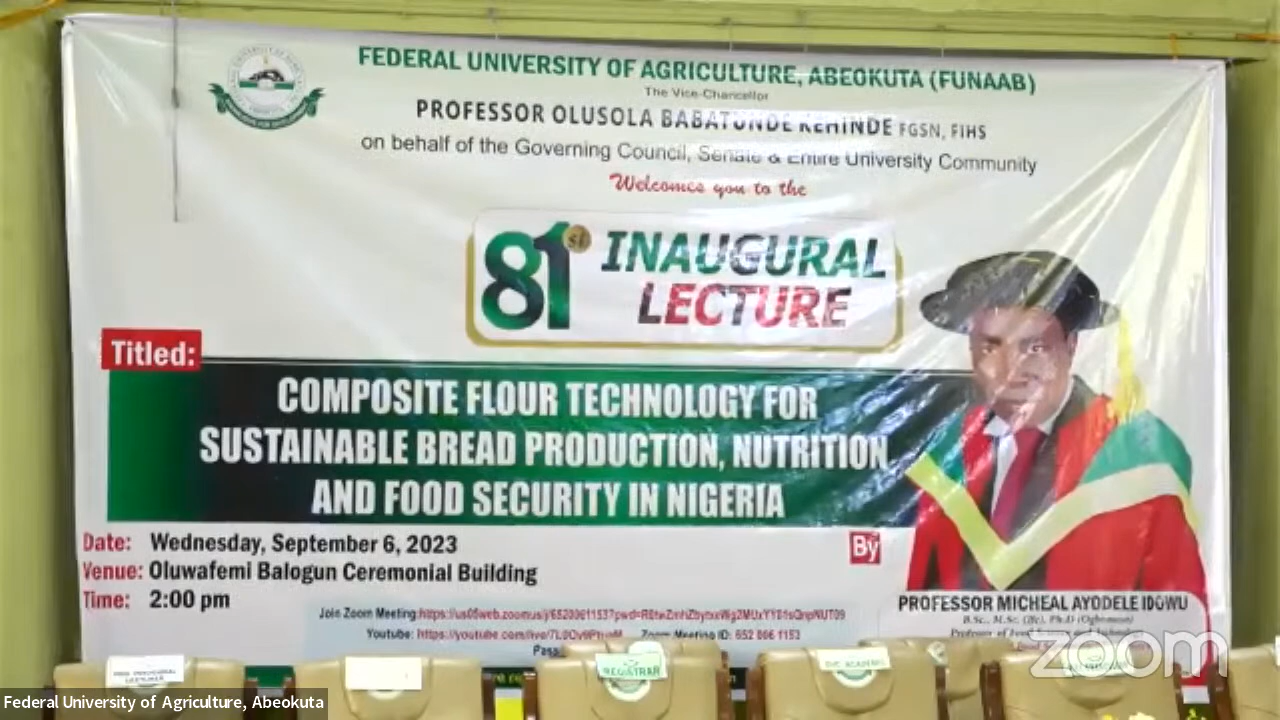 FEDERAL UNIVERSITY OF AGRICULTURE, ABEOKUTA (FUNAAB)
The Vice-Chancellor
PROFESSOR OLUSOLA BABATUNDE KEHINDE FGSN, FIHS
on behalf of the Governing Council, Senate & Entire University Community
Welcomes you to the
81st INAUGURAL
LECTURE
Titled:
COMPOSITE FLOUR TECHNOLOGY FOR
SUSTAINABLE BREAD PRODUCTION, NUTRITION
AND FOOD SECURITY IN NIGERIA
Date: Wednesday, September 6, 2023
Venue: Oluwafemi Balogun Ceremonial Building
Time: 2:00 pm
By
PROFESSOR MICHEAL AYODELE IDOWU
Join Zoom Meeting:
Youtube: Zoom Meeting ID: 652 866 1153
REGISTRAR
zoom
Federal University of Agriculture, Abeokuta